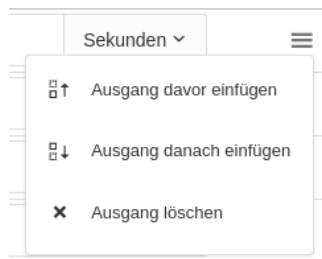 Sekunden
Ausgang davor einfügen
Ausgang danach einfügen
Ausgang löschen